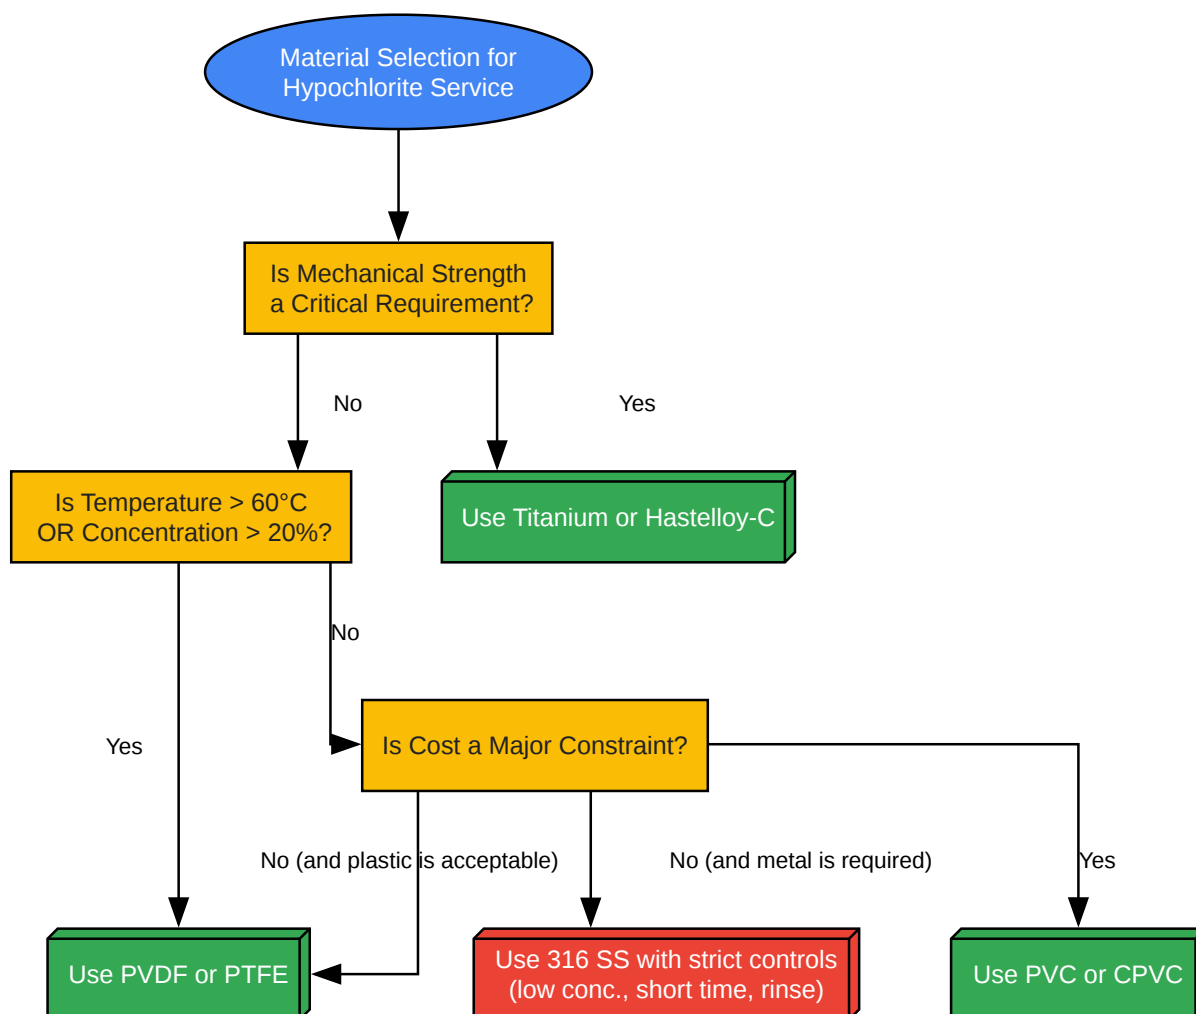 Material Selection for
Hypochlorite Service
Is Mechanical Strength
a Critical Requirement?
No
Yes
Is Temperature > 60°C
OR Concentration > 20%?
Use Titanium or Hastelloy-C
No
Yes
Is Cost a Major Constraint?
No (and plastic is acceptable)
No (and metal is required)
Yes
Use PVDF or PTFE
Use 316 SS with strict controls
(low conc., short time, rinse)
Use PVC or CPVC